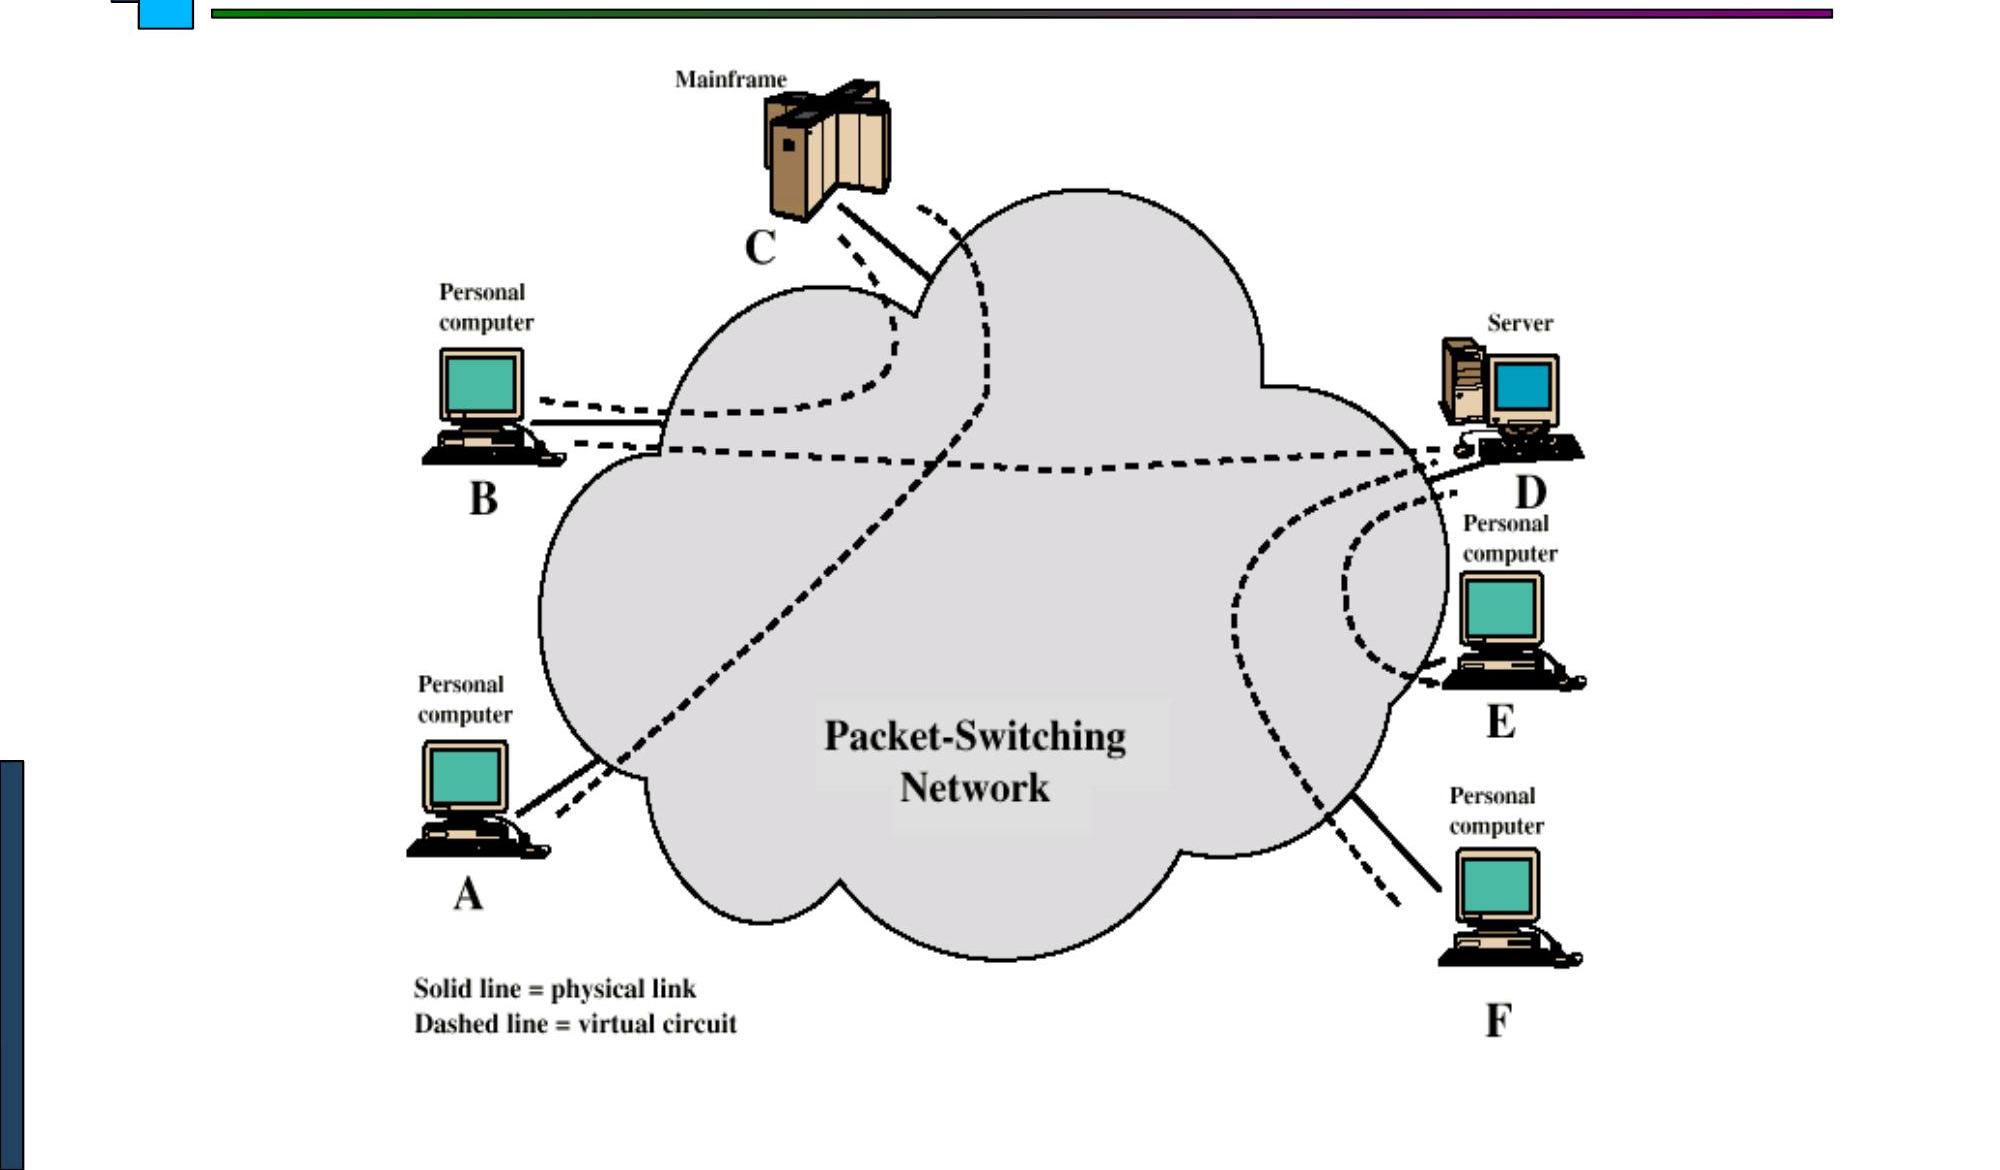 Mainframe
C
Personal
computer
B
Server
D
Personal
computer
E
Personal
computer
A
Packet-Switching
Network
Personal
computer
F
Solid line = physical link
Dashed line = virtual circuit